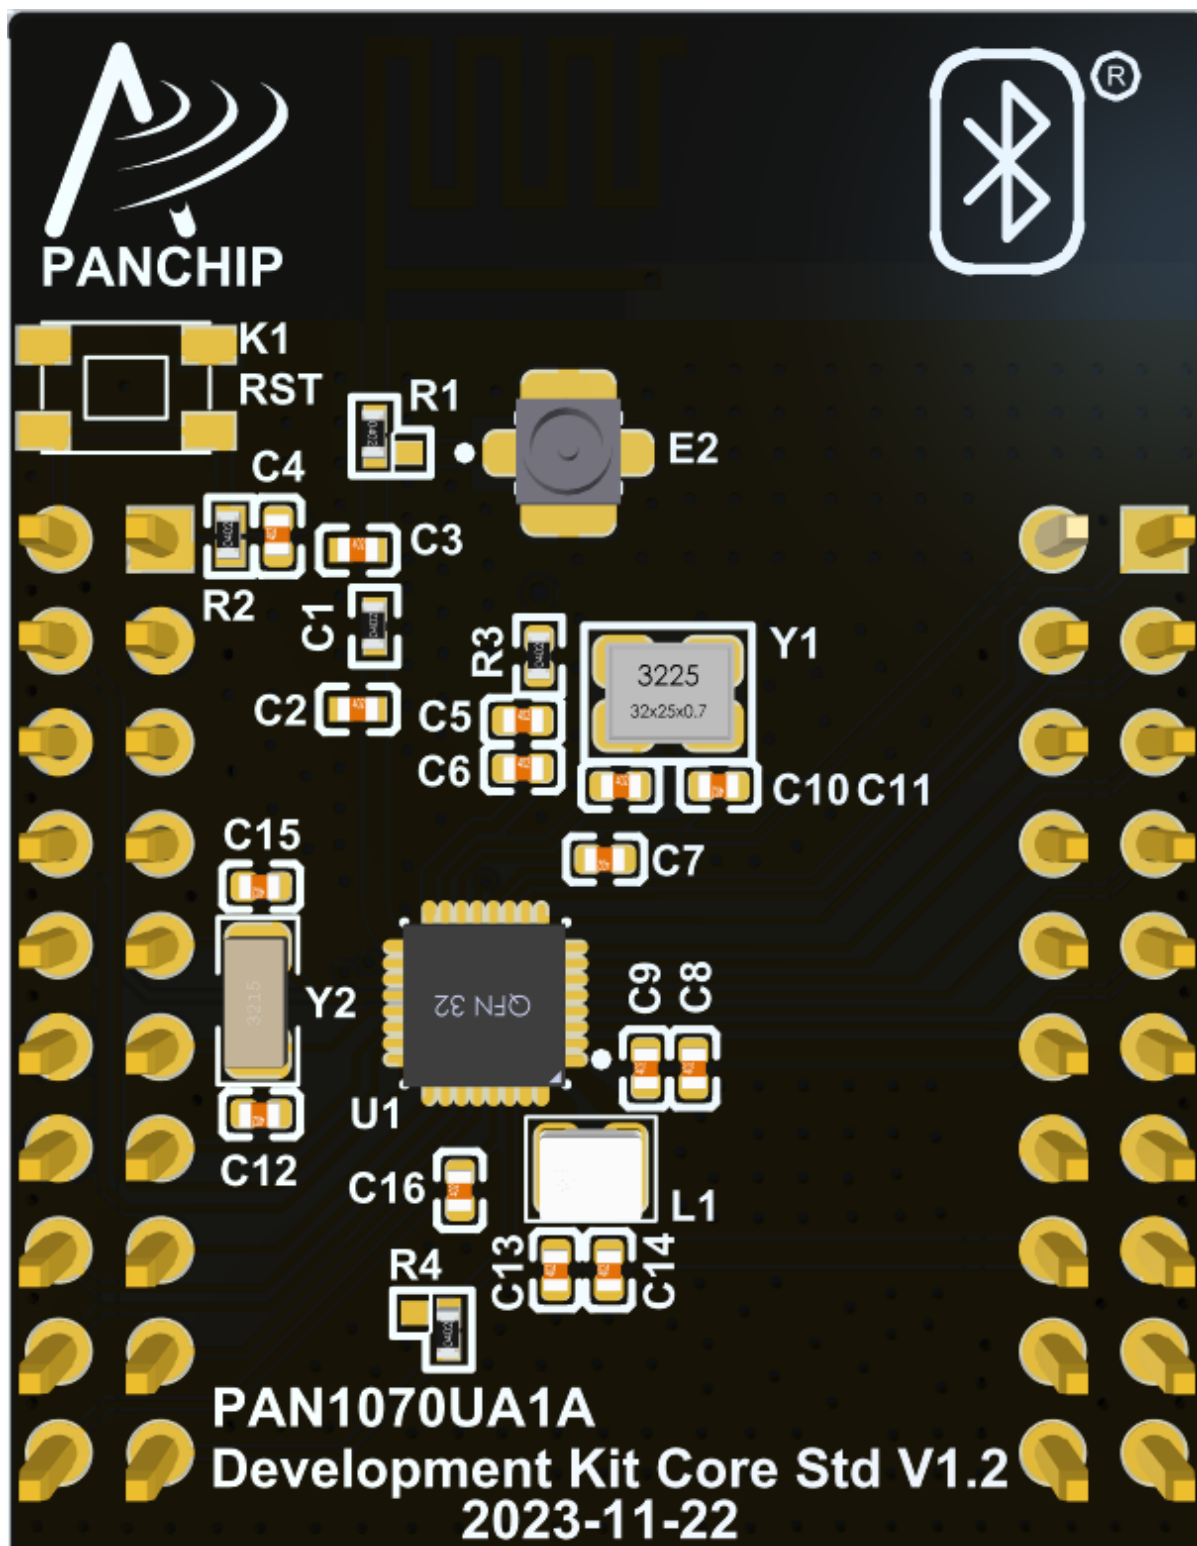 ®
PANCHIP
K1
RST
R1
E2
C4
C3
R2
C1
R3
Y1
3225
32x25x0.7
C2
C5
C6
C10 C11
C15
C7
3215
Y2
QFN 32
C9
C8
U1
C12
C16
L1
C13
C14
R4
PAN1070UA1A
Development Kit Core Std V1.2
2023-11-22